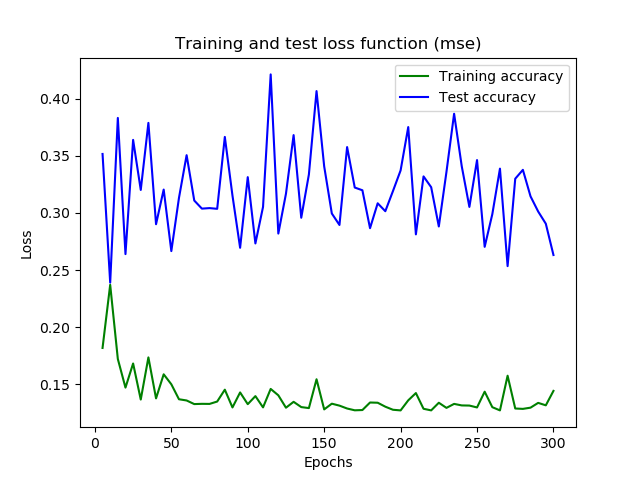 Training and test loss function (mse)
Training accuracy
Test accuracy
Loss
0.40
0.35
0.30
0.25
0.20
0.15
0
50
100
150
200
250
300
Epochs